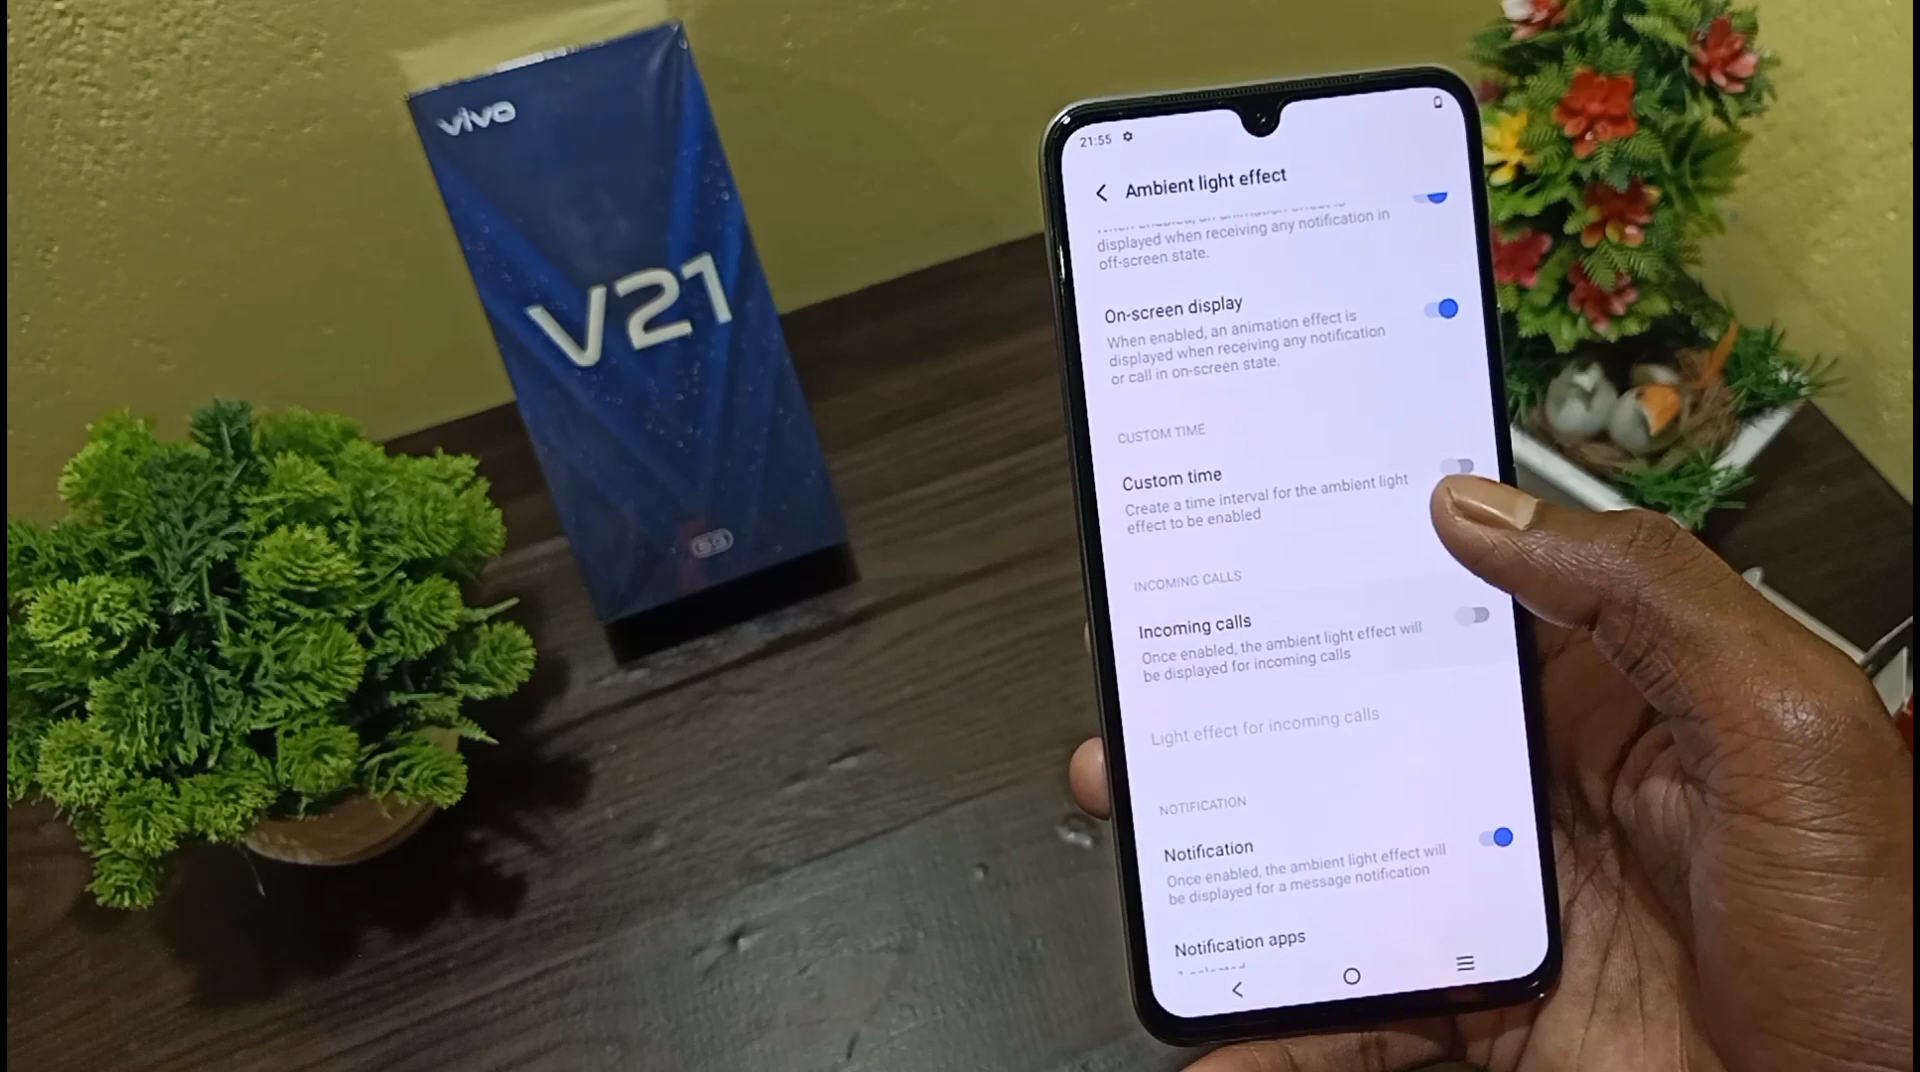 vivo
V21
5G
21:55
Ambient light effect
displayed when receiving any notification in
off-screen state.
On-screen display
When enabled, an animation effect is
displayed when receiving any notification
or call in on-screen state.
CUSTOM TIME
Custom time
Create a time interval for the ambient light
effect to be enabled
INCOMING CALLS
Incoming calls
Once enabled, the ambient light effect will
be displayed for incoming calls
Light effect for incoming calls
NOTIFICATION
Notification
Once enabled, the ambient light effect will
be displayed for a message notification
Notification apps